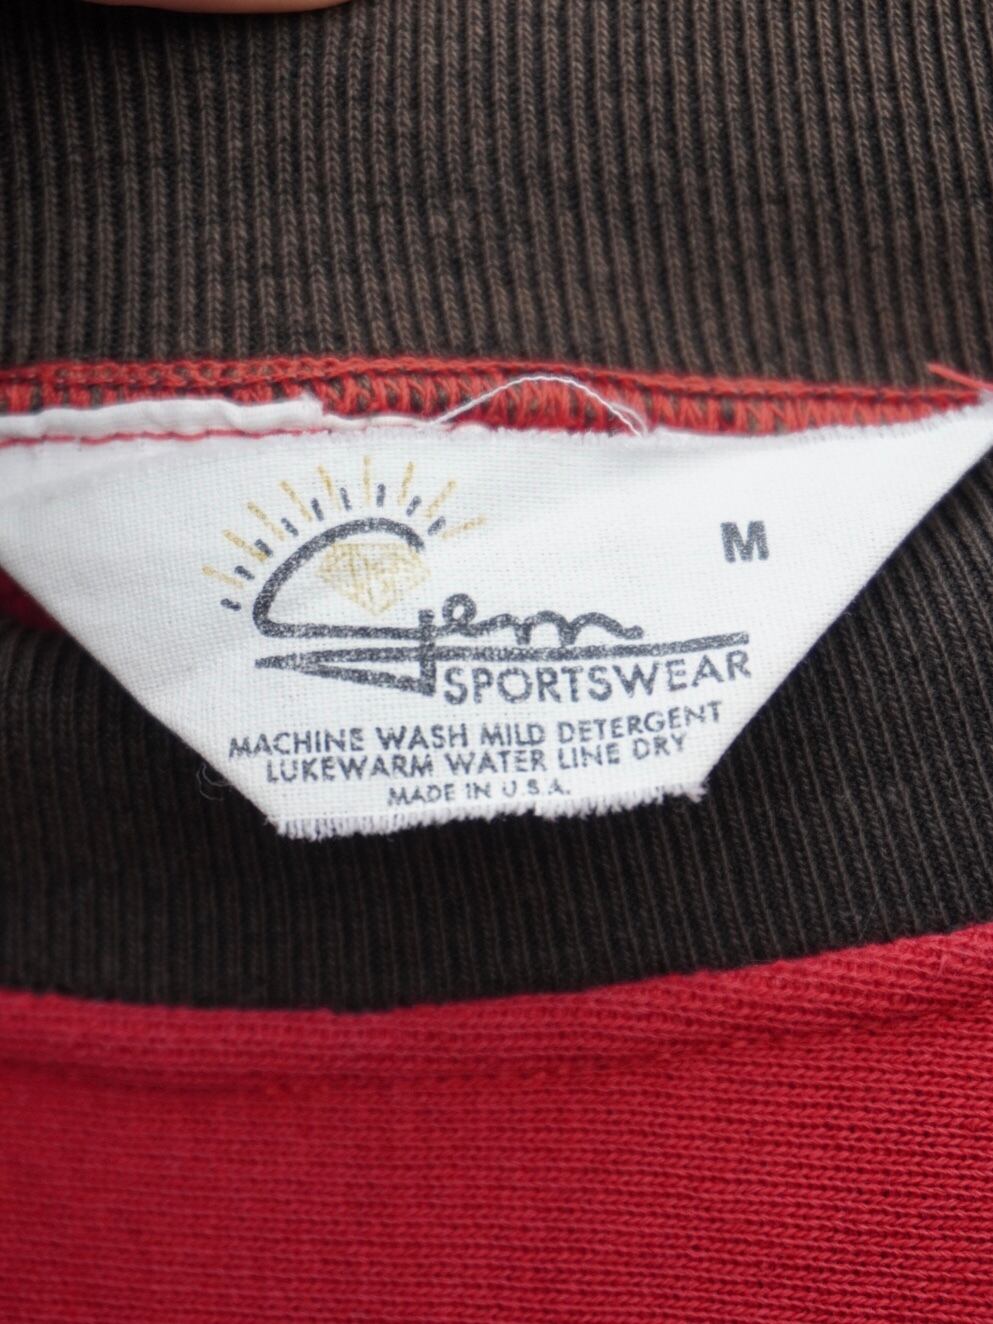 M
Gem
SPORTSWEAR
MACHINE WASH MILD DETERGENT
LUKEWARM WATER LINE DRY
MADE IN U.S.A.